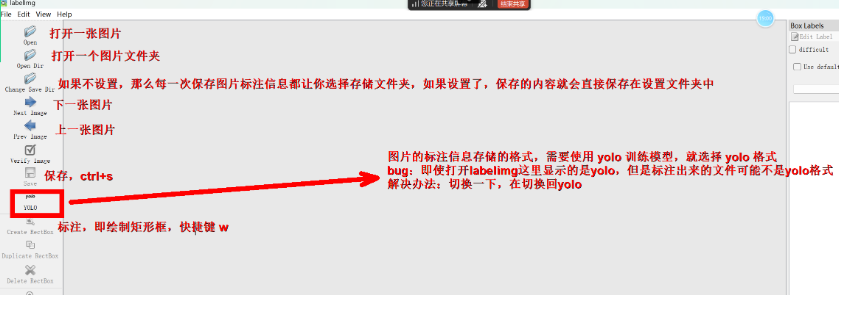 labelImg
File Edit View Help
您正在共享屏幕
结束共享
Open
打开一张图片
Open Dir
打开一个图片文件夹
Change Save Dir
如果不设置，那么每一次保存图片标注信息都让你选择存储文件夹，如果设置了，保存的内容就会直接保存在设置文件夹中
Next Image
下一张图片
Prev Image
上一张图片
Verify Image
Save
保存，ctrl+s
YOLO
图片的标注信息存储的格式，需要使用 yolo 训练模型，就选择 yolo 格式
bug：即使打开labelimg这里显示的是yolo，但是标注出来的文件可能不是yolo格式
解决办法：切换一下，在切换回yolo
Create RectBox
标注，即绘制矩形框，快捷键 w
Duplicate RectBox
Delete RectBox
Box Labels
Edit Label
difficult
Use defaul